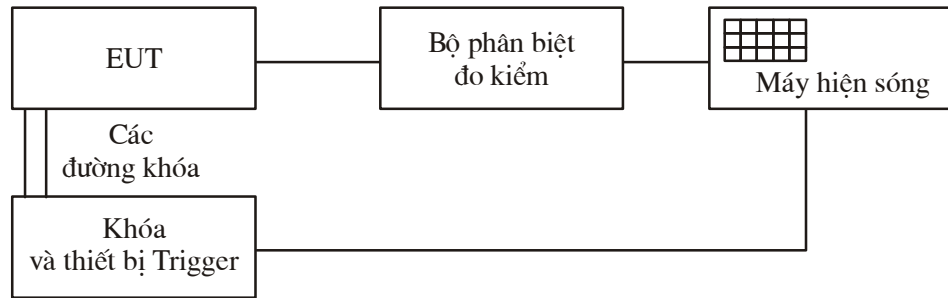 EUT
Bộ phân biệt
đo kiểm
Máy hiện sóng
Các
đường khóa
Khóa
và thiết bị Trigger